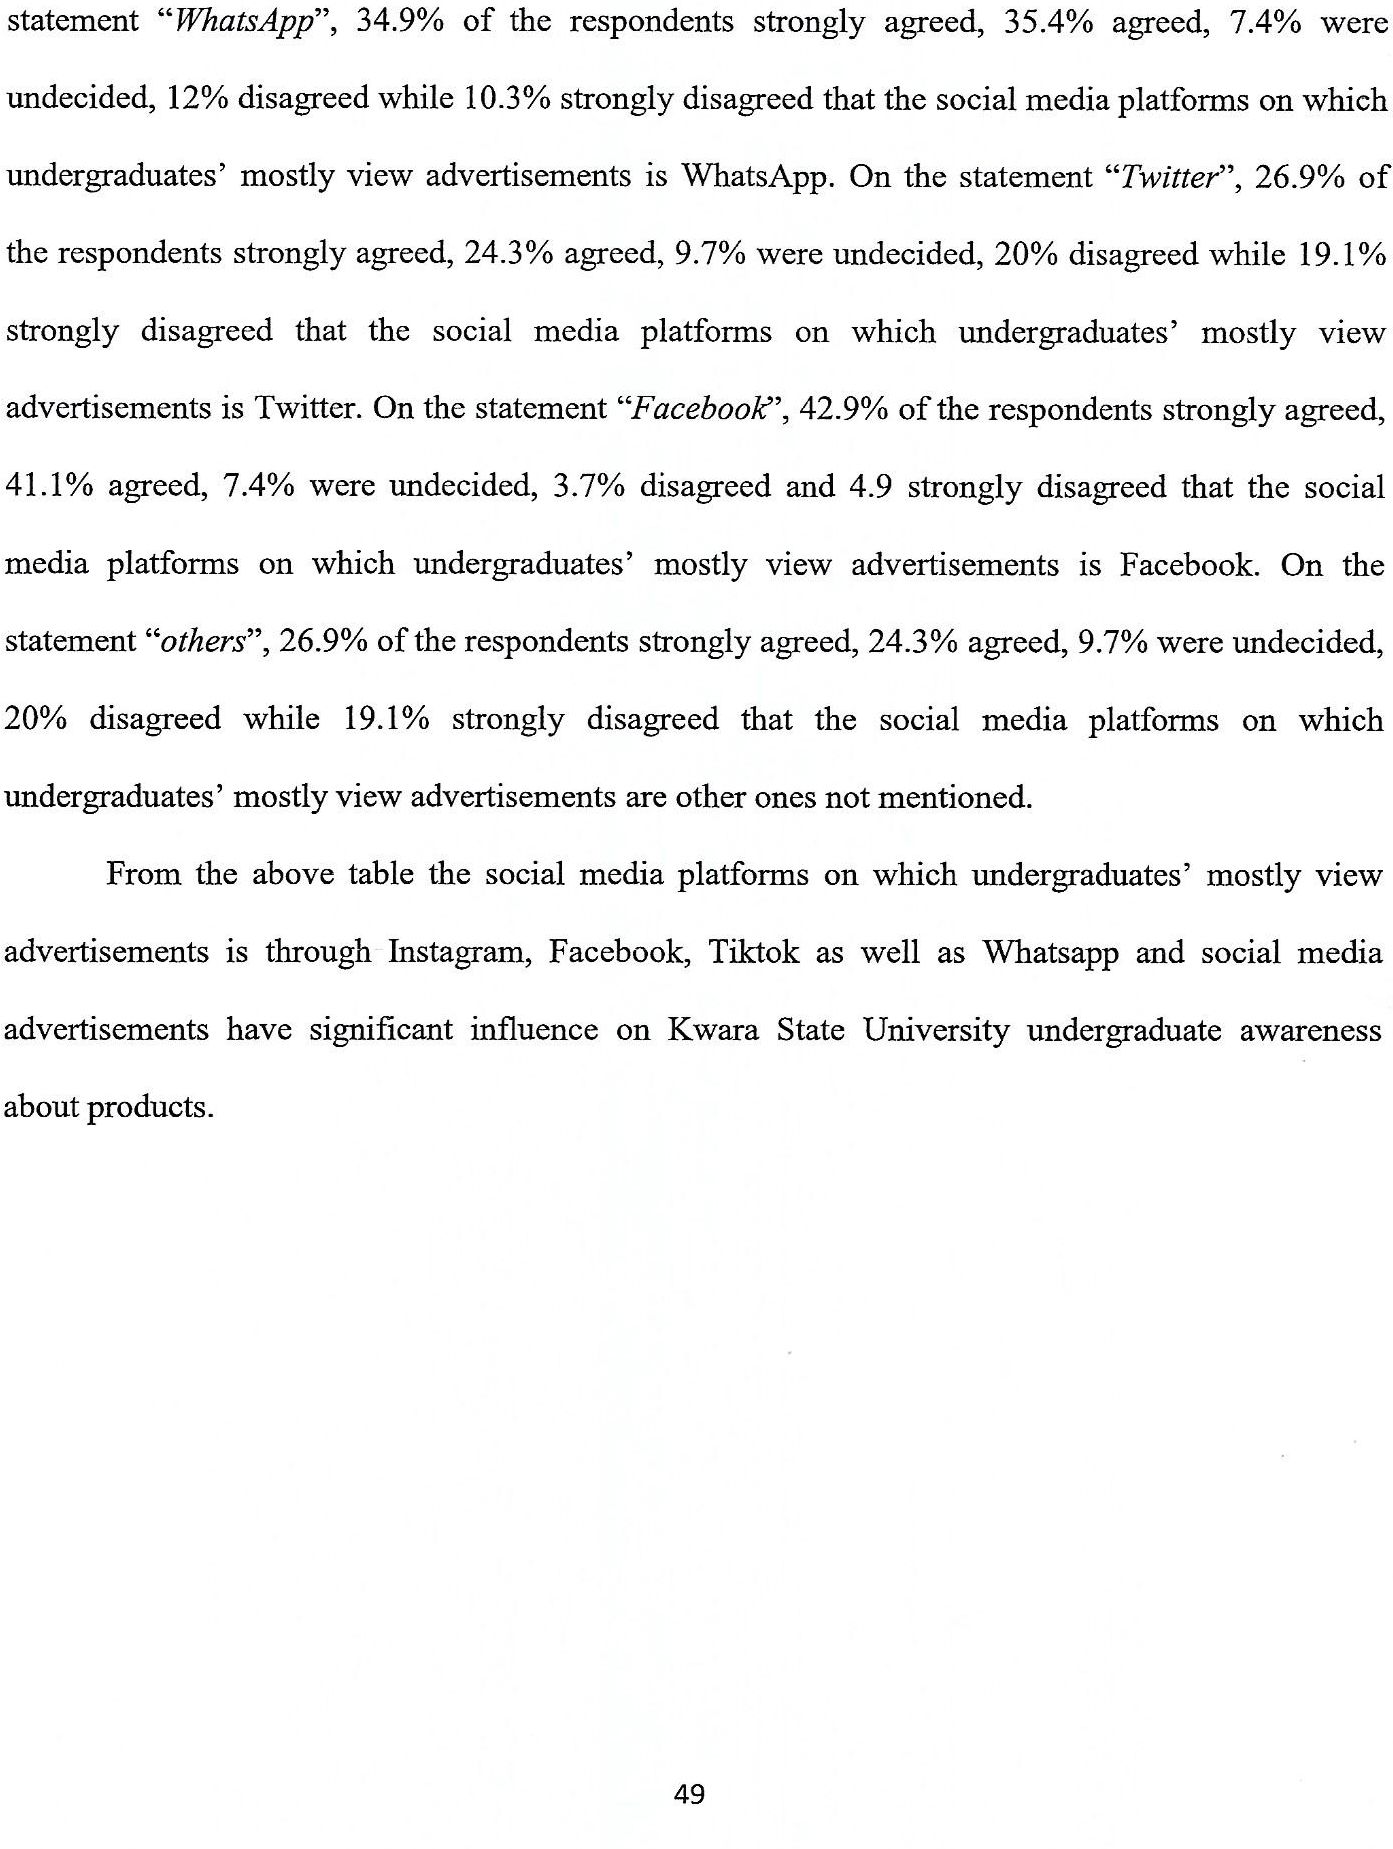 statement “WhatsApp”, 34.9% of the respondents strongly agreed, 35.4% agreed, 7.4% were
undecided, 12% disagreed while 10.3% strongly disagreed that the social media platforms on which
undergraduates’ mostly view advertisements is WhatsApp. On the statement “Twitter”, 26.9% of
the respondents strongly agreed, 24.3% agreed, 9.7% were undecided, 20% disagreed while 19.1%
strongly disagreed that the social media platforms on which undergraduates’ mostly view
advertisements is Twitter. On the statement “Facebook”, 42.9% of the respondents strongly agreed,
41.1% agreed, 7.4% were undecided, 3.7% disagreed and 4.9 strongly disagreed that the social
media platforms on which undergraduates’ mostly view advertisements is Facebook. On the
statement “others”, 26.9% of the respondents strongly agreed, 24.3% agreed, 9.7% were undecided,
20% disagreed while 19.1% strongly disagreed that the social media platforms on which
undergraduates’ mostly view advertisements are other ones not mentioned.
From the above table the social media platforms on which undergraduates’ mostly view
advertisements is through Instagram, Facebook, Tiktok as well as Whatsapp and social media
advertisements have significant influence on Kwara State University undergraduate awareness
about products.
49